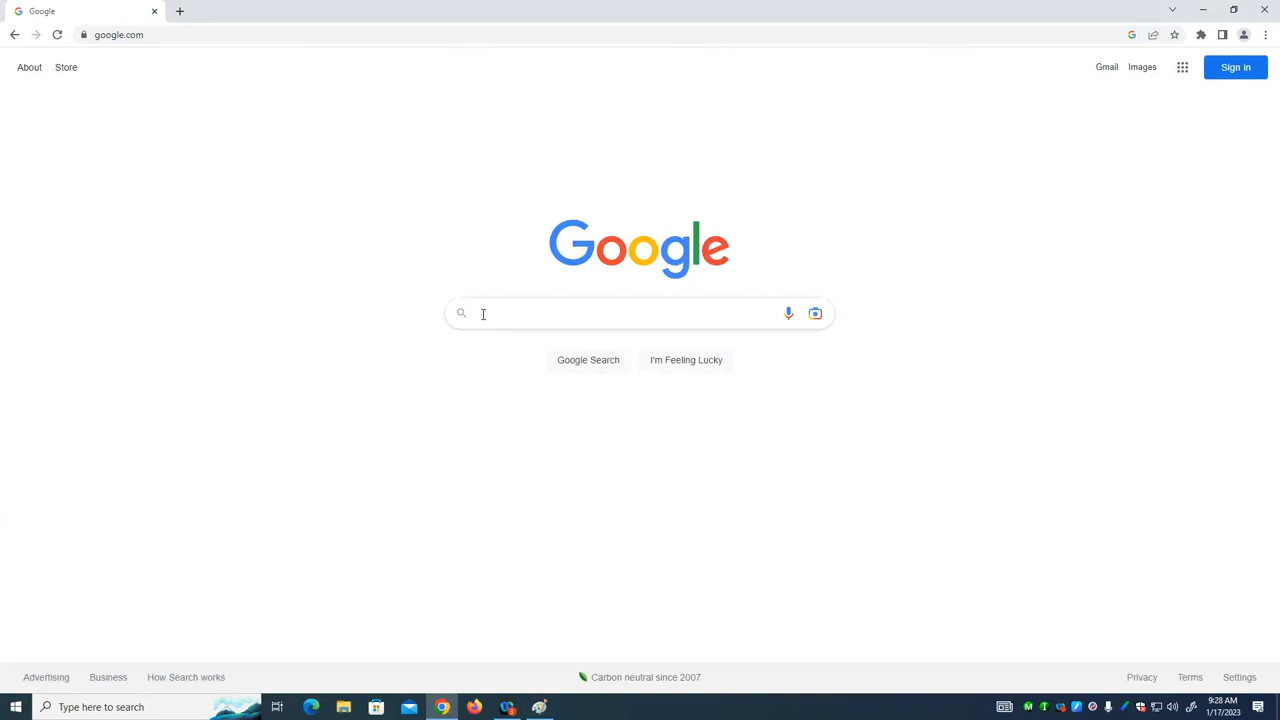 Google
google.com
About Store Gmail Images Sign in
Google
Google Search I'm Feeling Lucky
Advertising Business How Search works Carbon neutral since 2007 Privacy Terms Settings
Type here to search
9:28 AM
1/17/2023